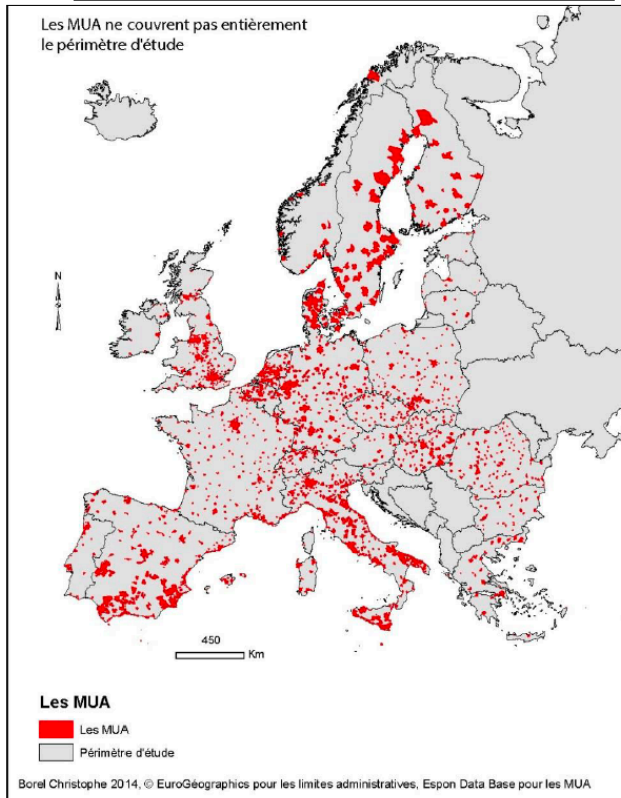 Les MUA ne couvrent pas entièrement
le périmètre d'étude
N
450
Km
Les MUA
Les MUA
Périmètre d'étude
Borel Christophe 2014, © EuroGéographics pour les limites administratives, Espon Data Base pour les MUA